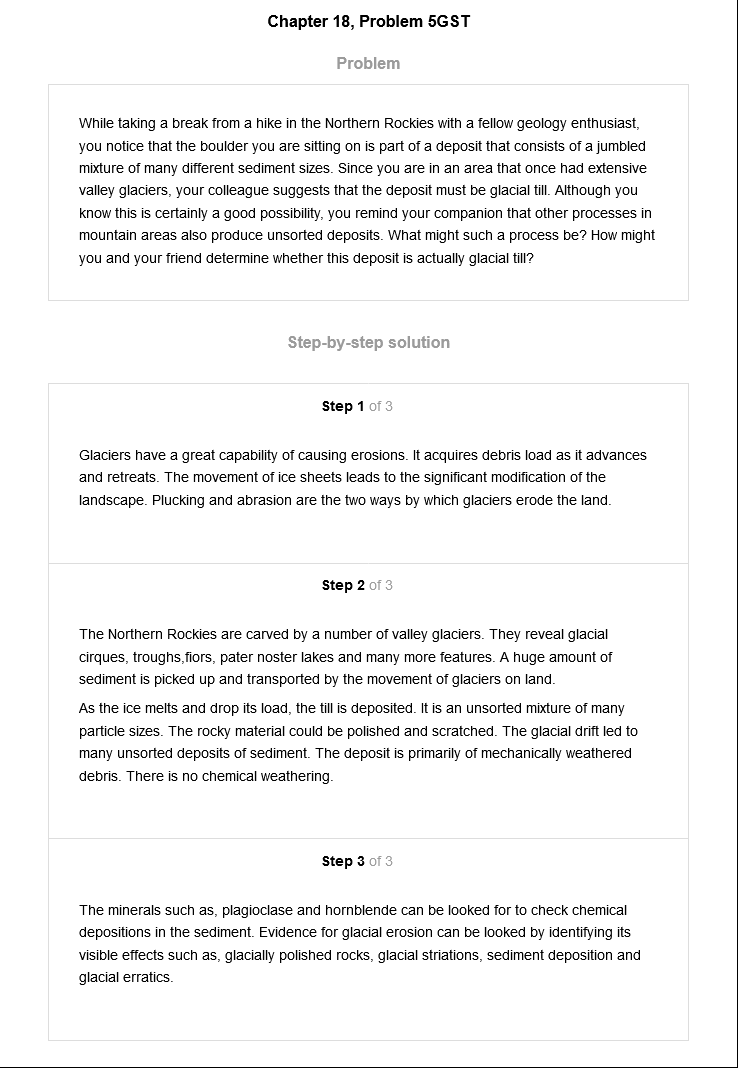 Chapter 18, Problem 5GST
Problem
While taking a break from a hike in the Northern Rockies with a fellow geology enthusiast,
you notice that the boulder you are sitting on is part of a deposit that consists of a jumbled
mixture of many different sediment sizes. Since you are in an area that once had extensive
valley glaciers, your colleague suggests that the deposit must be glacial till. Although you
know this is certainly a good possibility, you remind your companion that other processes in
mountain areas also produce unsorted deposits. What might such a process be? How might
you and your friend determine whether this deposit is actually glacial till?
Step-by-step solution
Step 1 of 3
Glaciers have a great capability of causing erosions. It acquires debris load as it advances
and retreats. The movement of ice sheets leads to the significant modification of the
landscape. Plucking and abrasion are the two ways by which glaciers erode the land.
Step 2 of 3
The Northern Rockies are carved by a number of valley glaciers. They reveal glacial
cirques, troughs,fiors, pater noster lakes and many more features. A huge amount of
sediment is picked up and transported by the movement of glaciers on land.
As the ice melts and drop its load, the till is deposited. It is an unsorted mixture of many
particle sizes. The rocky material could be polished and scratched. The glacial drift led to
many unsorted deposits of sediment. The deposit is primarily of mechanically weathered
debris. There is no chemical weathering.
Step 3 of 3
The minerals such as, plagioclase and hornblende can be looked for to check chemical
depositions in the sediment. Evidence for glacial erosion can be looked by identifying its
visible effects such as, glacially polished rocks, glacial striations, sediment deposition and
glacial erratics.